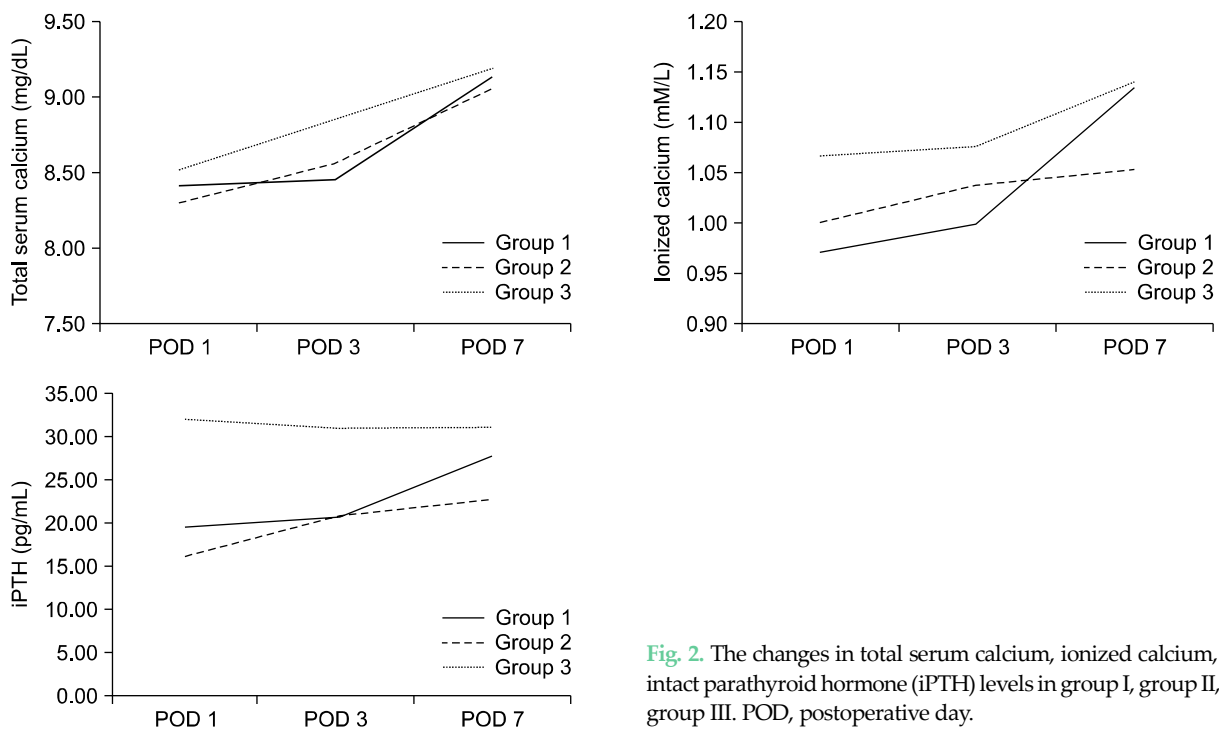 9.50
9.00
8.50
8.00
7.50
Total serum calcium (mg/dL)
Group 1
Group 2
Group 3
POD 1
POD 3
POD 7
1.20
1.15
1.10
1.05
1.00
0.95
0.90
Ionized calcium (mM/L)
Group 1
Group 2
Group 3
POD 1
POD 3
POD 7
35.00
30.00
25.00
20.00
15.00
10.00
5.00
0.00
iPTH (pg/mL)
Group 1
Group 2
Group 3
POD 1
POD 3
POD 7
Fig. 2. The changes in total serum calcium, ionized calcium,
intact parathyroid hormone (iPTH) levels in group I, group II,
group III. POD, postoperative day.